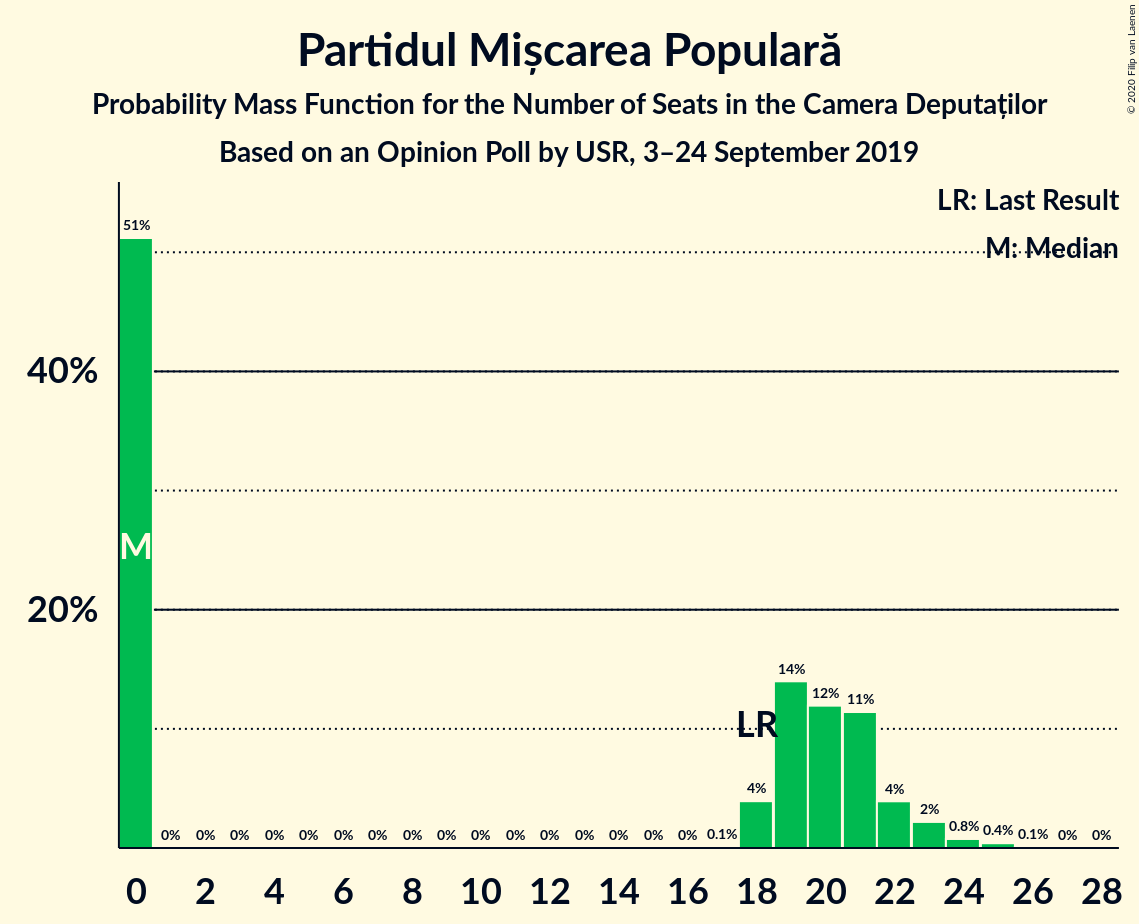 Partidul Mișcarea Populară
Probability Mass Function for the Number of Seats in the Camera Deputaților
Based on an Opinion Poll by USR, 3–24 September 2019
© 2020 Filip van Laenen
LR: Last Result
M: Median
51%
40%
M
20%
14%
12%
11%
LR
4%
4%
2%
0% 0% 0% 0% 0% 0% 0% 0% 0% 0% 0% 0% 0% 0% 0% 0% 0.1% 0.8% 0.4% 0.1% 0% 0%
0 2 4 6 8 10 12 14 16 18 20 22 24 26 28